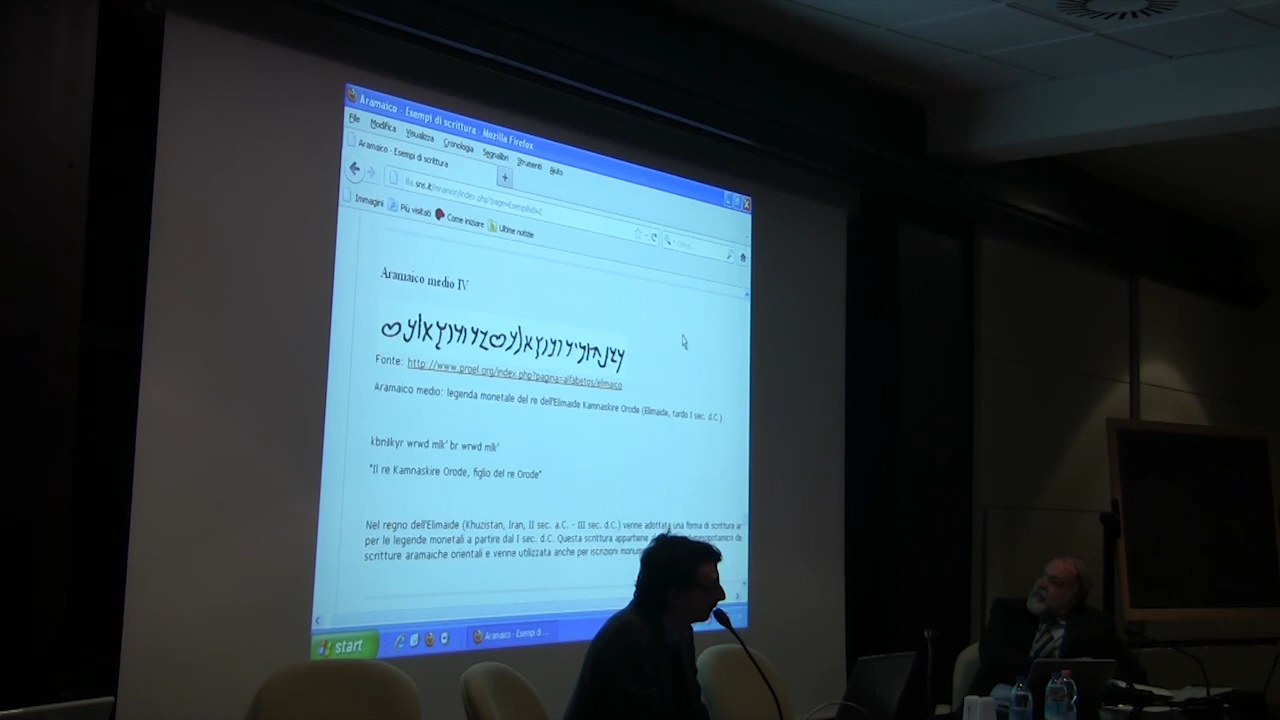 Aramaico - Esempi di scrittura - Mozilla Firefox
File Modifica Visualizza Cronologia Segnalibri Strumenti Aiuto
Aramaico - Esempi di scrittura
Immagini Più visitati Come iniziare Ultime notizie
Aramaico medio IV
Fonte: http://www.proel.org/index.php?pagina=alfabetos/elimaico
Aramaico medio: legenda monetale del re dell'Elimaide Kamnaskire Orode (Elimaide, tardo I sec. d.C.)
kbnškyr wrwd mlk' br wrwd mlk'
"Il re Kamnaskire Orode, figlio del re Orode"
Nel regno dell'Elimaide (Khuzistan, Iran, II sec. a.C. - III sec. d.C.) venne adottata una forma di scrittura
per le legende monetali a partire dal I sec. d.C. Questa scrittura appartiene
scritture aramaiche orientali e venne utilizzata anche per iscrizioni
start Aramaico - Esempi di ...